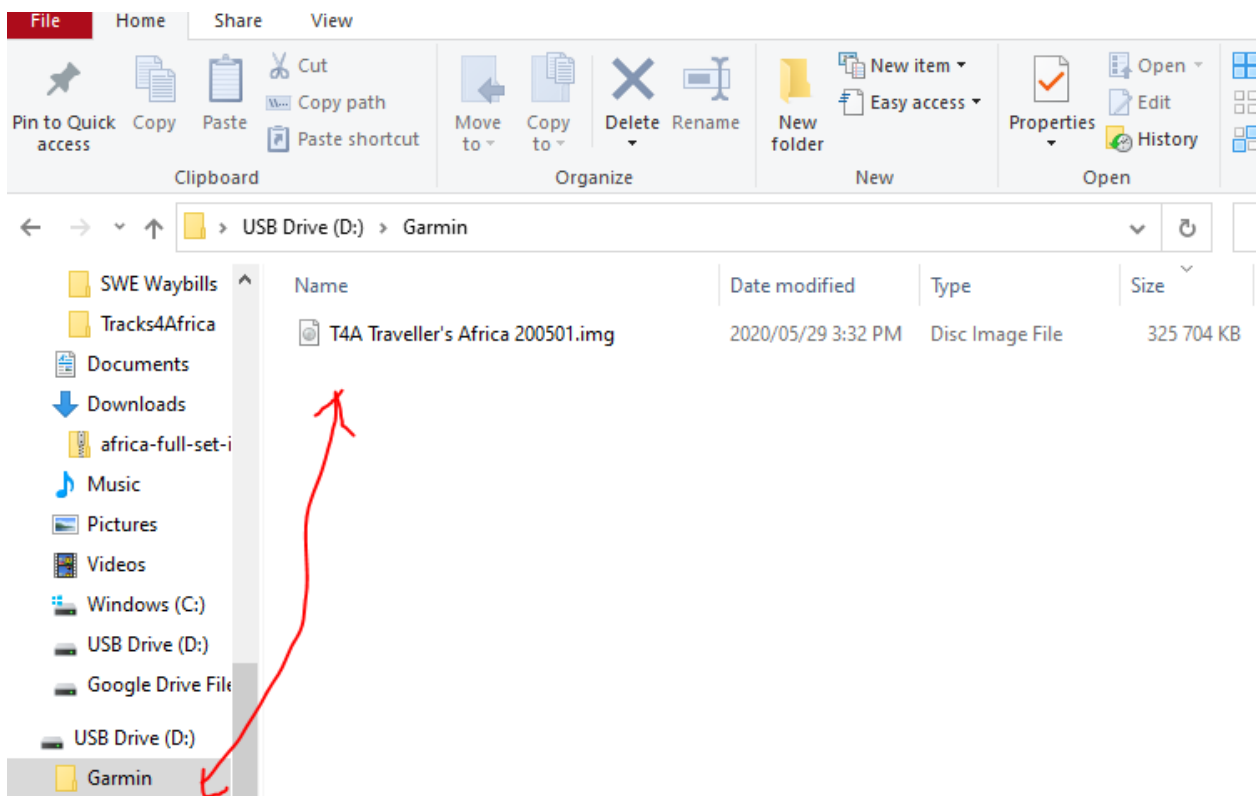 File Home Share View
Pin to Quick access
Copy
Paste
Cut
Copy path
Paste shortcut
Clipboard
Move to
Copy to
Delete
Rename
Organize
New folder
New item
Easy access
New
Properties
Open
Edit
History
Open
USB Drive (D:) > Garmin
SWE Waybills
Tracks4Africa
Documents
Downloads
africa-full-set-i
Music
Pictures
Videos
Windows (C:)
USB Drive (D:)
Google Drive File
USB Drive (D:)
Garmin
Name Date modified Type Size
T4A Traveller's Africa 200501.img 2020/05/29 3:32 PM Disc Image File 325 704 KB